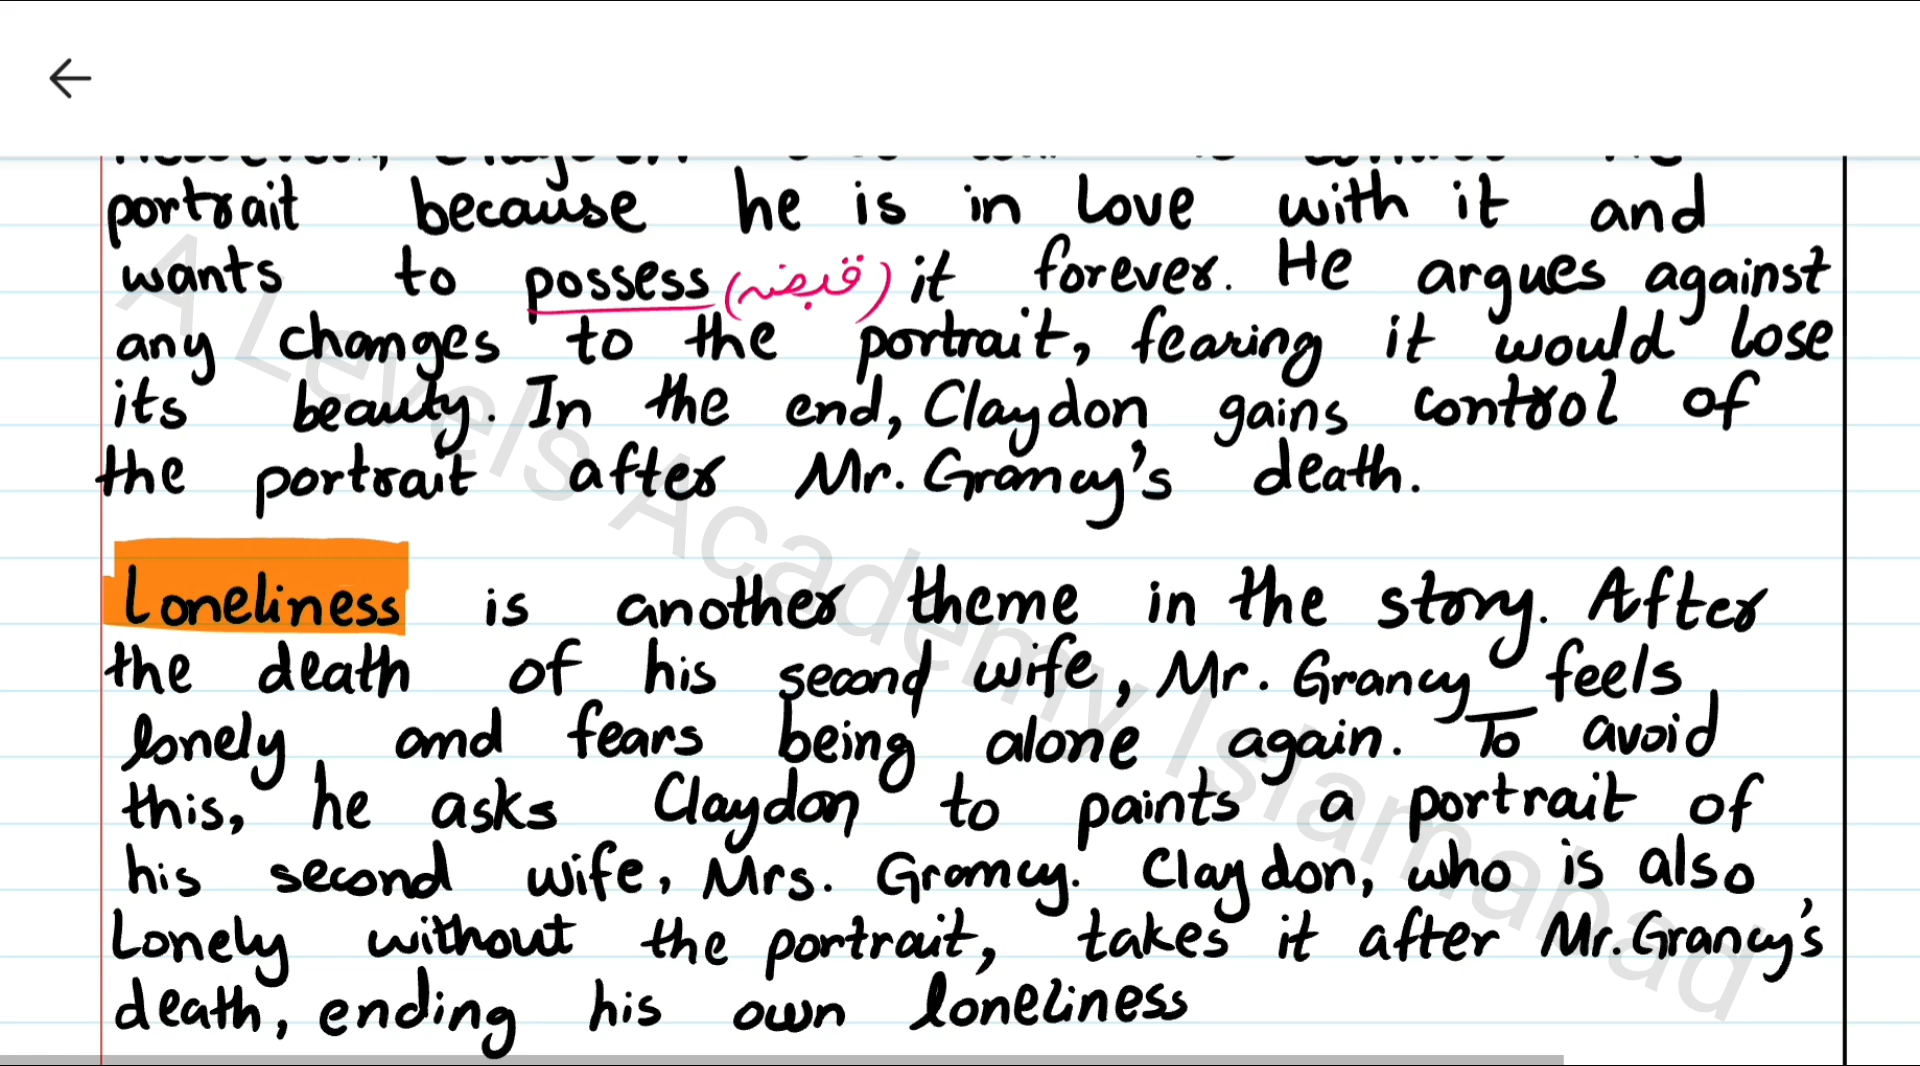 portrait because he is in love with it and
wants to possess (قبضہ) it forever. He argues against
any changes to the portrait, fearing it would lose
its beauty. In the end, Claydon gains control of
the portrait after Mr. Grancy's death.
Loneliness is another theme in the story. After
the death of his second wife, Mr. Grancy feels
lonely and fears being alone again. To avoid
this, he asks Claydon to paints a portrait of
his second wife, Mrs. Grancy. Claydon, who is also
Lonely without the portrait, takes it after Mr. Grancy's
death, ending his own loneliness
A Levels Academy Islamabad